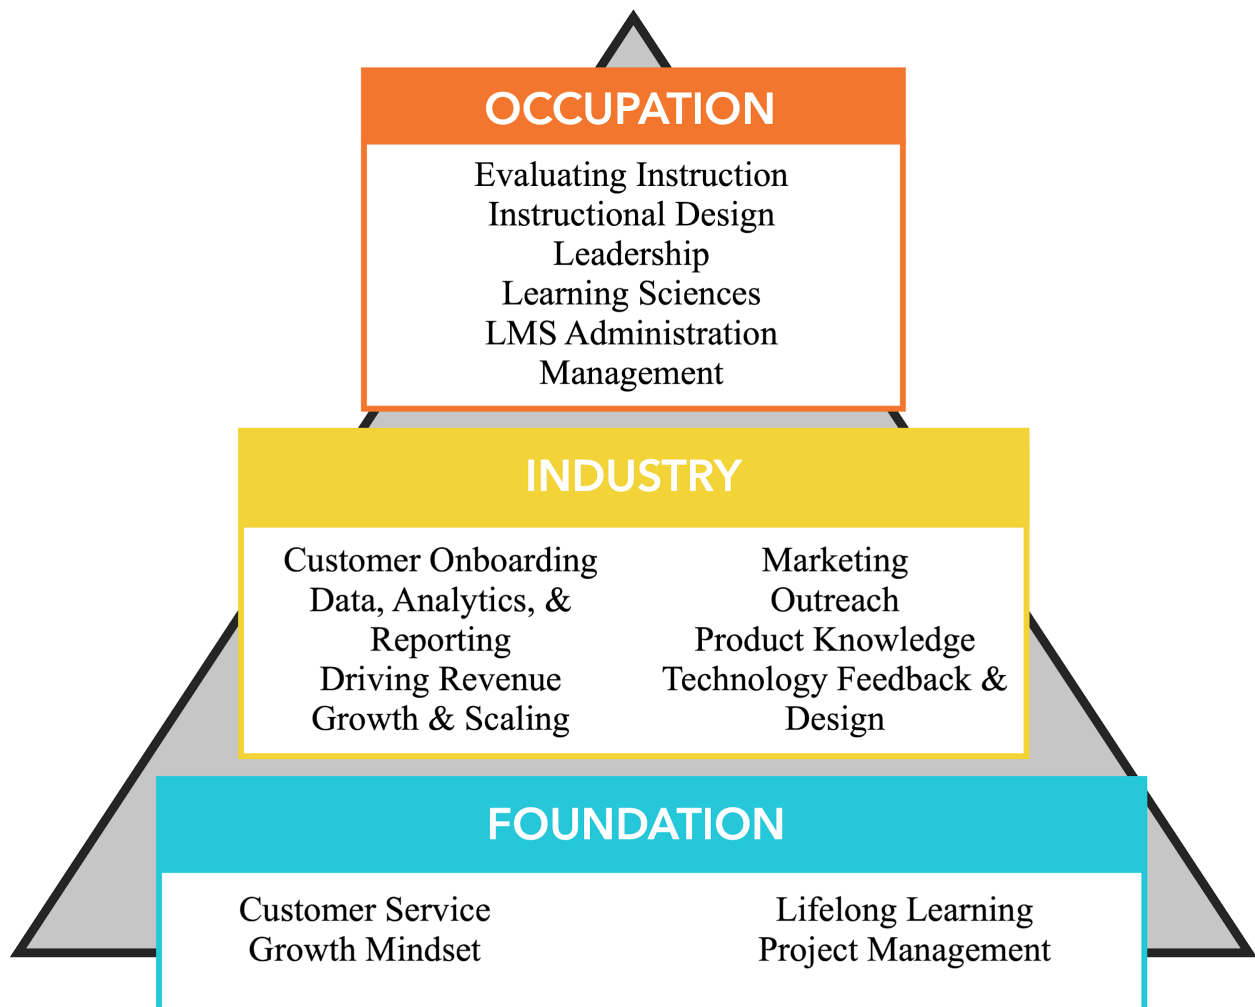 OCCUPATION
Evaluating Instruction
Instructional Design
Leadership
Learning Sciences
LMS Administration
Management
INDUSTRY
Customer Onboarding
Data, Analytics, &
Reporting
Driving Revenue
Growth & Scaling
Marketing
Outreach
Product Knowledge
Technology Feedback &
Design
FOUNDATION
Customer Service
Growth Mindset
Lifelong Learning
Project Management